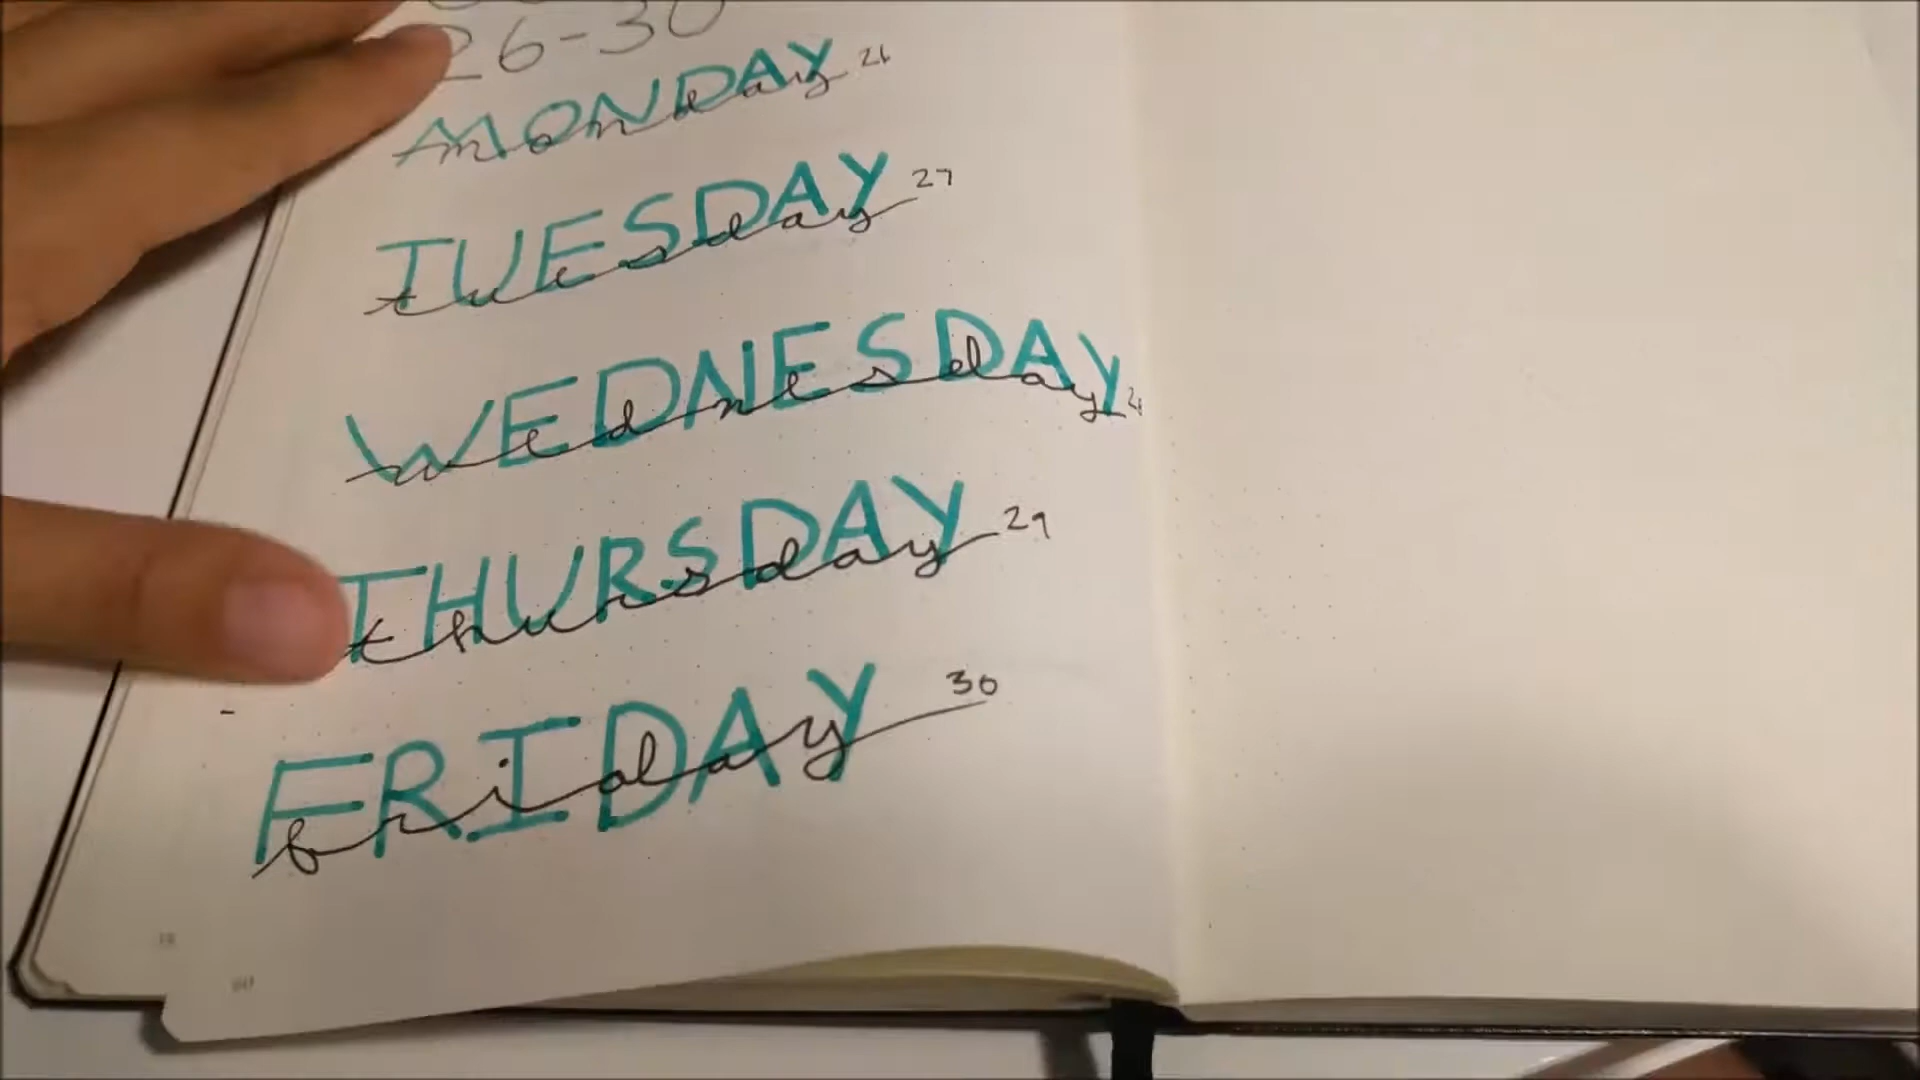 26-30
MONDAY monday 26
TUESDAY tuesday 27
WEDNESDAY wednesday
THURSDAY thursday 29
FRIDAY friday 30